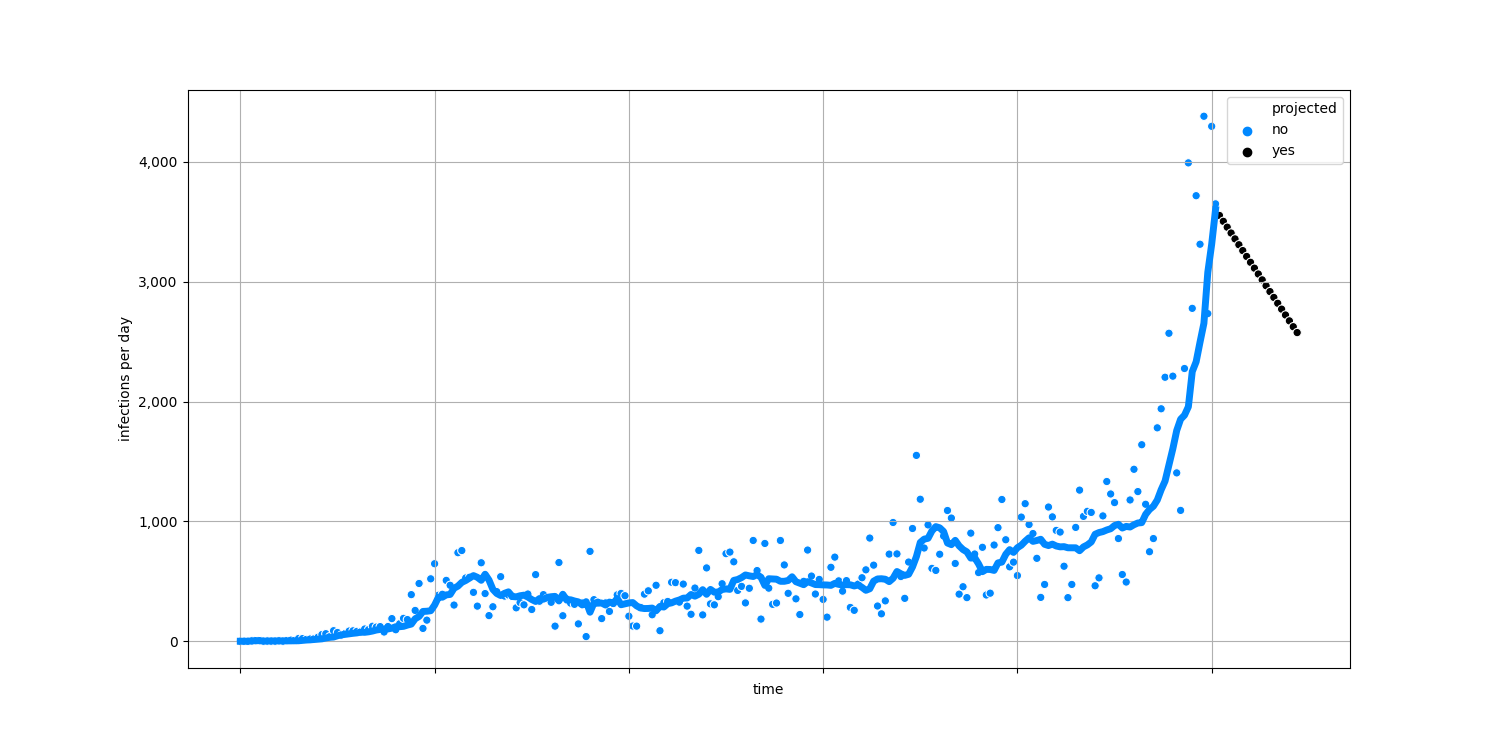 projected
no
yes
4,000
3,000
2,000
1,000
0
infections per day
time